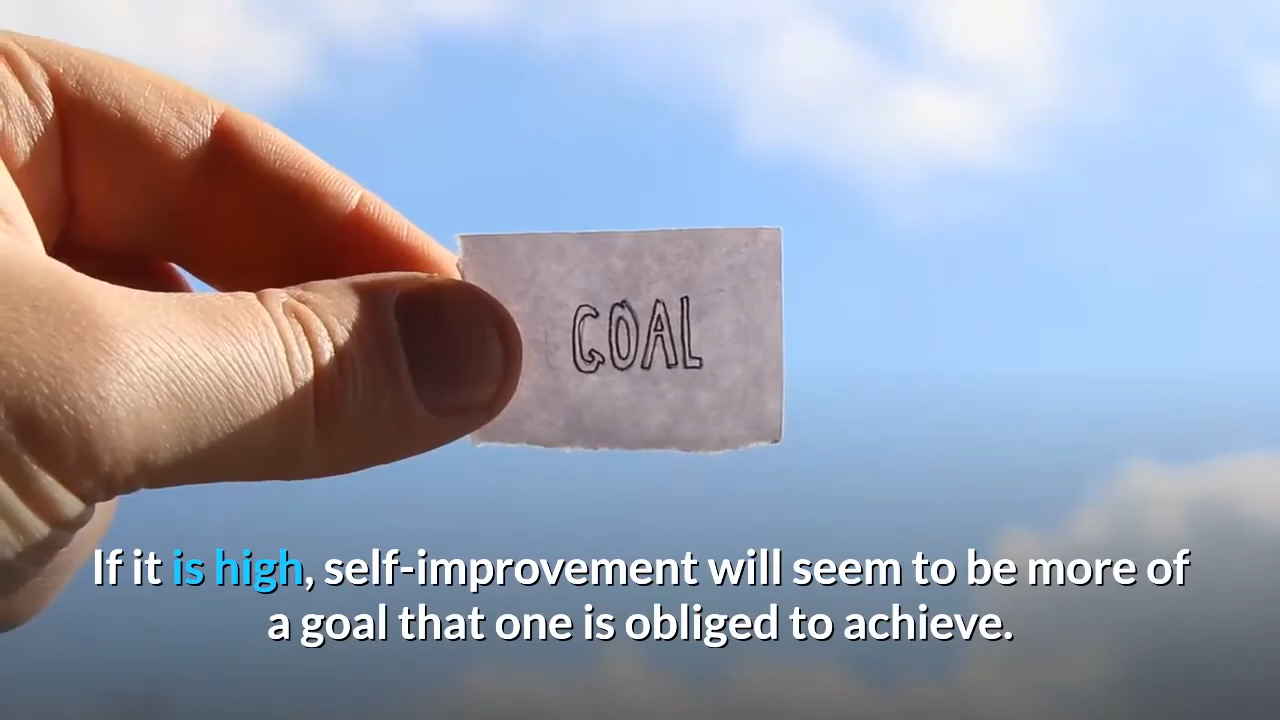 GOAL
If it is high, self-improvement will seem to be more of
a goal that one is obliged to achieve.